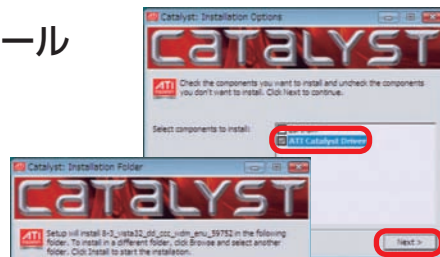 ール
Catalyst: Installation Options
CATALYST
ATI
Check the components you want to install and uncheck the components
you don't want to install. Click Next to continue.
Select components to install:
ATI Catalyst Driver
Next >
Catalyst: Installation Folder
CATALYST
ATI
Setup will install 8-3_vista32_dd_ccc_wdm_enu_59752 in the following
folder. To install in a different folder, click Browse and select another
folder. Click Install to start the installation.